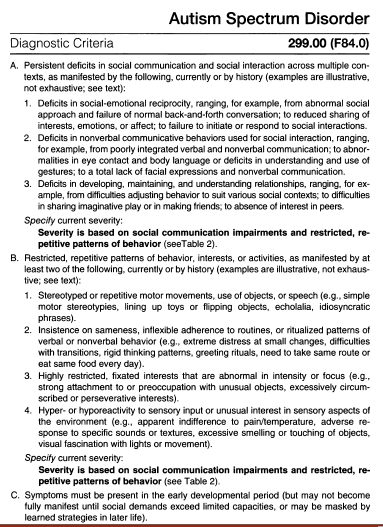 Autism Spectrum Disorder
Diagnostic Criteria 299.00 (F84.0)
A. Persistent deficits in social communication and social interaction across multiple con-
texts, as manifested by the following, currently or by history (examples are illustrative,
not exhaustive; see text):
1. Deficits in social-emotional reciprocity, ranging, for example, from abnormal social
approach and failure of normal back-and-forth conversation; to reduced sharing of
interests, emotions, or affect; to failure to initiate or respond to social interactions.
2. Deficits in nonverbal communicative behaviors used for social interaction, ranging,
for example, from poorly integrated verbal and nonverbal communication; to abnor-
malities in eye contact and body language or deficits in understanding and use of
gestures; to a total lack of facial expressions and nonverbal communication.
3. Deficits in developing, maintaining, and understanding relationships, ranging, for ex-
ample, from difficulties adjusting behavior to suit various social contexts; to difficulties
in sharing imaginative play or in making friends; to absence of interest in peers.
Specify current severity:
Severity is based on social communication impairments and restricted, re-
petitive patterns of behavior (seeTable 2).
B. Restricted, repetitive patterns of behavior, interests, or activities, as manifested by at
least two of the following, currently or by history (examples are illustrative, not exhaus-
tive; see text):
1. Stereotyped or repetitive motor movements, use of objects, or speech (e.g., simple
motor stereotypies, lining up toys or flipping objects, echolalia, idiosyncratic
phrases).
2. Insistence on sameness, inflexible adherence to routines, or ritualized patterns of
verbal or nonverbal behavior (e.g., extreme distress at small changes, difficulties
with transitions, rigid thinking patterns, greeting rituals, need to take same route or
eat same food every day).
3. Highly restricted, fixated interests that are abnormal in intensity or focus (e.g.,
strong attachment to or preoccupation with unusual objects, excessively circum-
scribed or perseverative interests).
4. Hyper- or hyporeactivity to sensory input or unusual interest in sensory aspects of
the environment (e.g., apparent indifference to pain/temperature, adverse re-
sponse to specific sounds or textures, excessive smelling or touching of objects,
visual fascination with lights or movement).
Specify current severity:
Severity is based on social communication impairments and restricted, re-
petitive patterns of behavior (see Table 2).
C. Symptoms must be present in the early developmental period (but may not become
fully manifest until social demands exceed limited capacities, or may be masked by
learned strategies in later life).